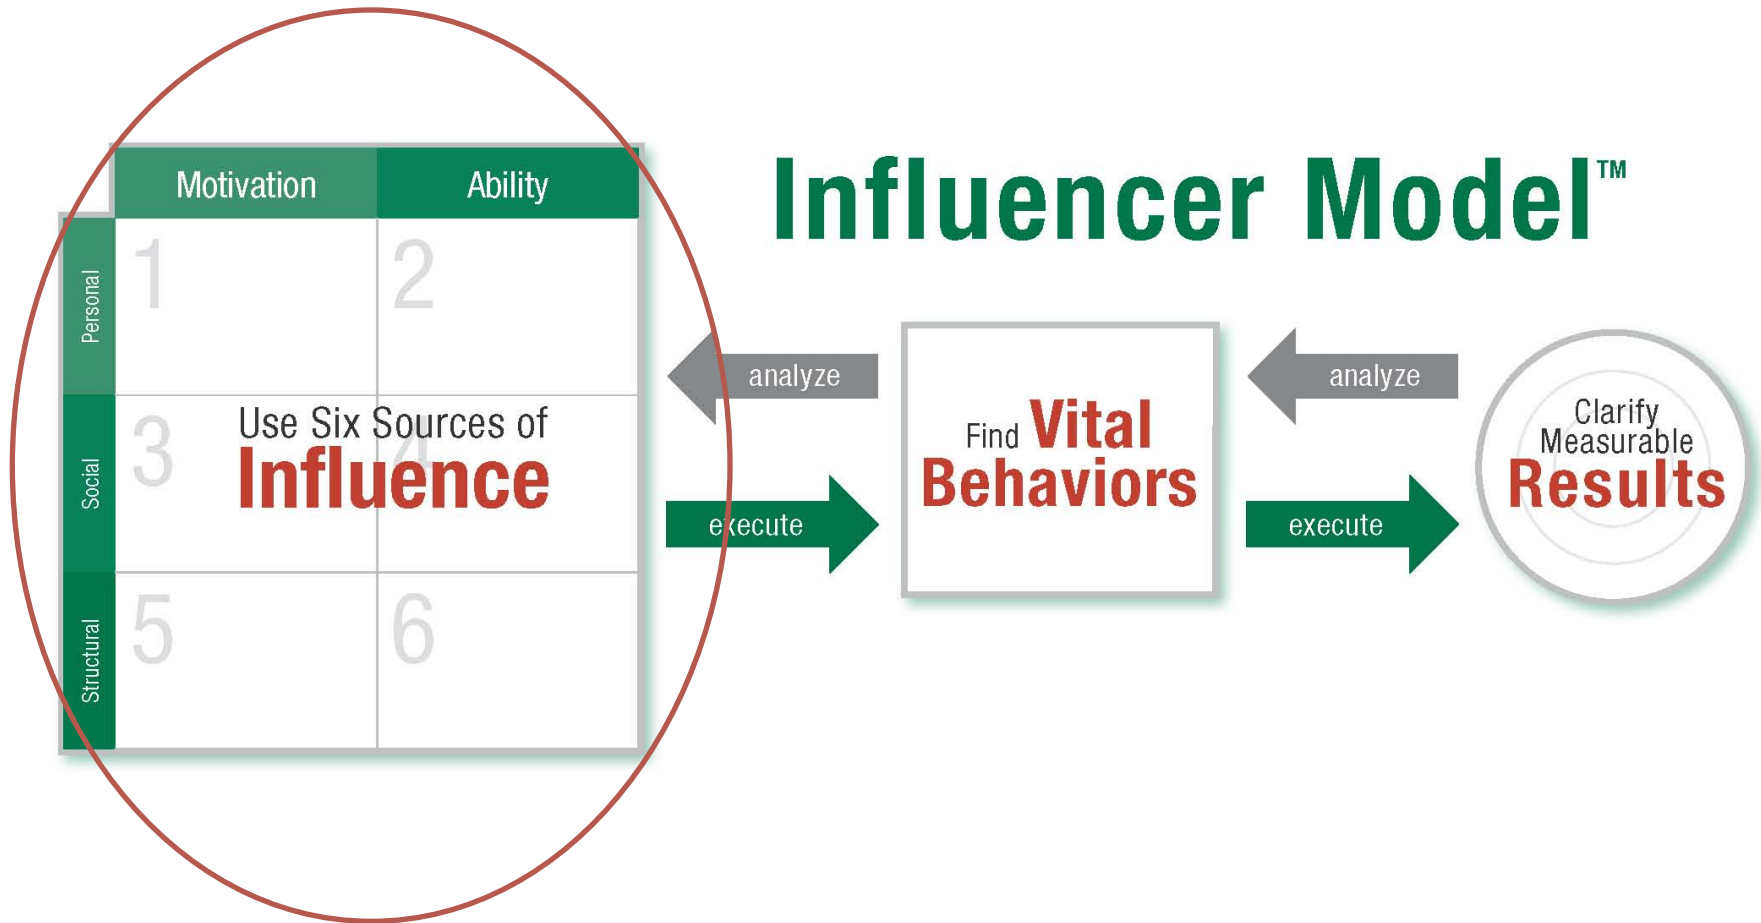 Influencer Model™
Motivation
Ability
Personal
1
2
Social
3
4
Use Six Sources of
Influence
Structural
5
6
analyze
execute
Find Vital
Behaviors
analyze
execute
Clarify
Measurable
Results